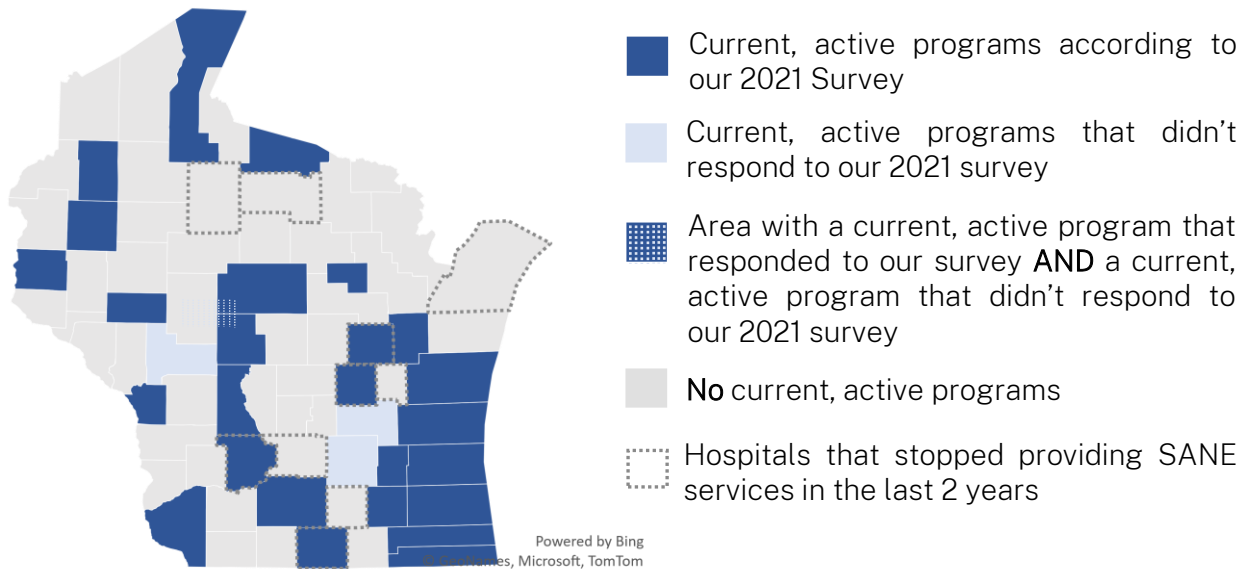 Current, active programs according to
our 2021 Survey
Current, active programs that didn't
respond to our 2021 survey
Area with a current, active program that
responded to our survey AND a current,
active program that didn't respond to
our 2021 survey
No current, active programs
Hospitals that stopped providing SANE
services in the last 2 years
Powered by Bing
© GeoNames, Microsoft, TomTom